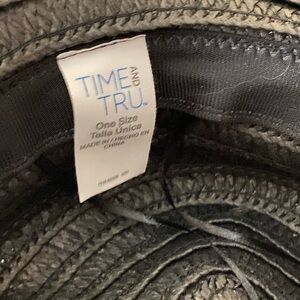 TIME AND
TRU
One Size
Talla Única
MADE IN / HECHO EN
CHINA